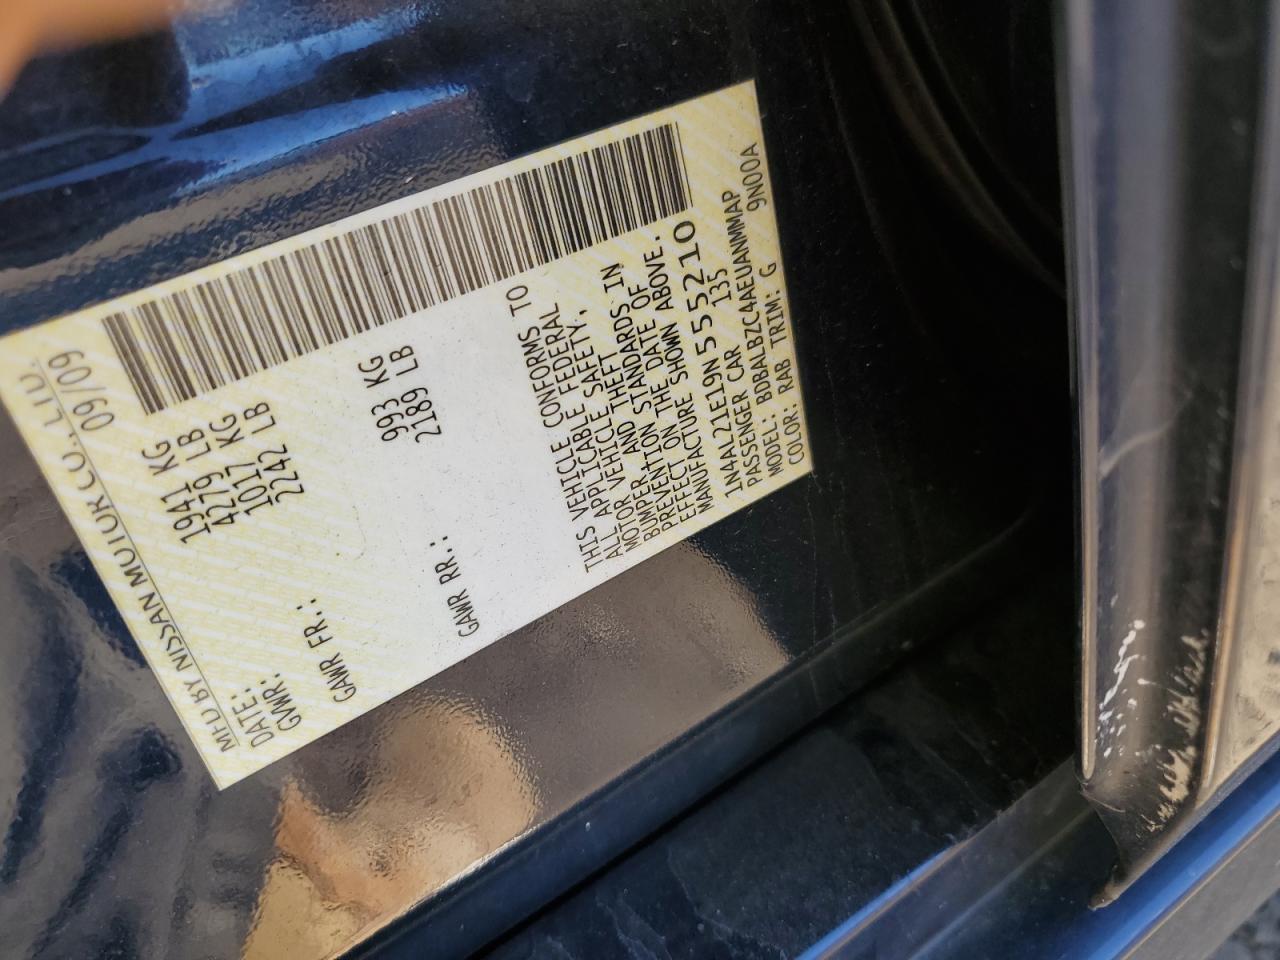 MFD BY NISSAN MOTOR CO., LTD.
DATE: 09/09
GVWR: 1941 KG
4279 LB
GAWR FR.: 1017 KG
2242 LB
GAWR RR.: 993 KG
2189 LB
THIS VEHICLE CONFORMS TO
ALL APPLICABLE FEDERAL
MOTOR VEHICLE SAFETY,
BUMPER AND THEFT
PREVENTION STANDARDS IN
EFFECT ON THE DATE OF
MANUFACTURE SHOWN ABOVE.
1N4AL21E19N555210
PASSENGER CAR 135
MODEL: BDBALBZC4AEUANMMAP
COLOR: RAB TRIM: G 9N00A